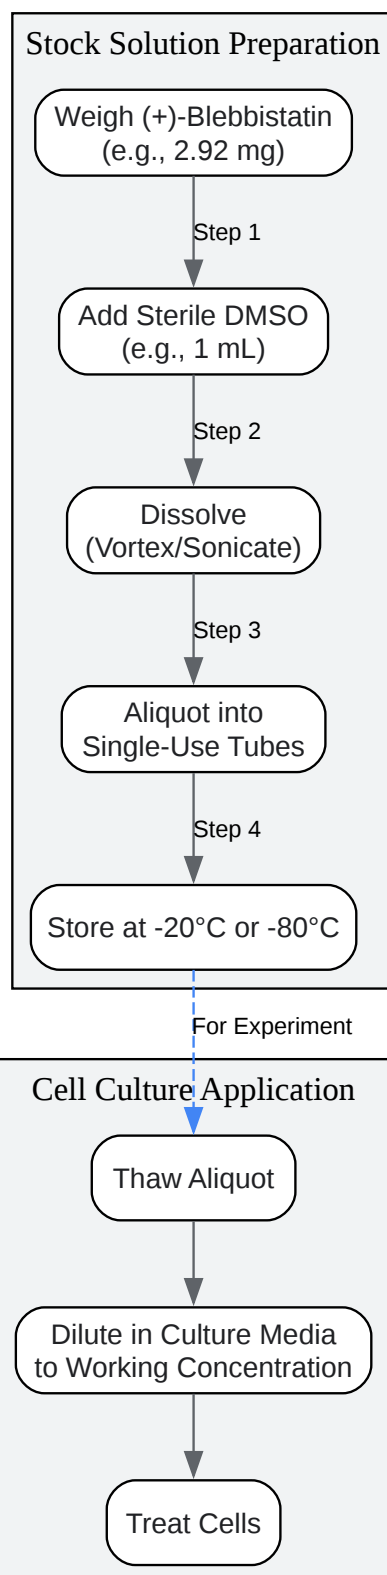 Stock Solution Preparation
Weigh (+)-Blebbistatin
(e.g., 2.92 mg)
Step 1
Add Sterile DMSO
(e.g., 1 mL)
Step 2
Dissolve
(Vortex/Sonicate)
Step 3
Aliquot into
Single-Use Tubes
Step 4
Store at -20°C or -80°C
For Experiment
Cell Culture Application
Thaw Aliquot
Dilute in Culture Media
to Working Concentration
Treat Cells